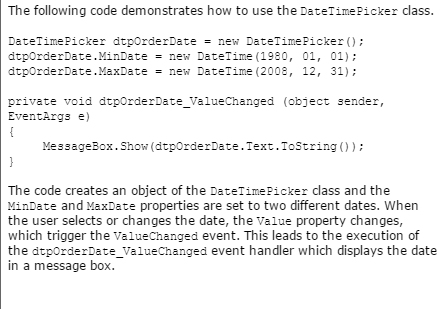 The following code demonstrates how to use the DateTimePicker class.
DateTimePicker dtpOrderDate = new DateTimePicker();
dtpOrderDate.MinDate = new DateTime(1980, 01, 01);
dtpOrderDate.MaxDate = new DateTime(2008, 12, 31);
private void dtpOrderDate_ValueChanged (object sender,
EventArgs e)
{
MessageBox.Show(dtpOrderDate.Text.ToString());
}
The code creates an object of the DateTimePicker class and the
MinDate and MaxDate properties are set to two different dates. When
the user selects or changes the date, the Value property changes,
which trigger the ValueChanged event. This leads to the execution of
the dtpOrderDate_ValueChanged event handler which displays the date
in a message box.